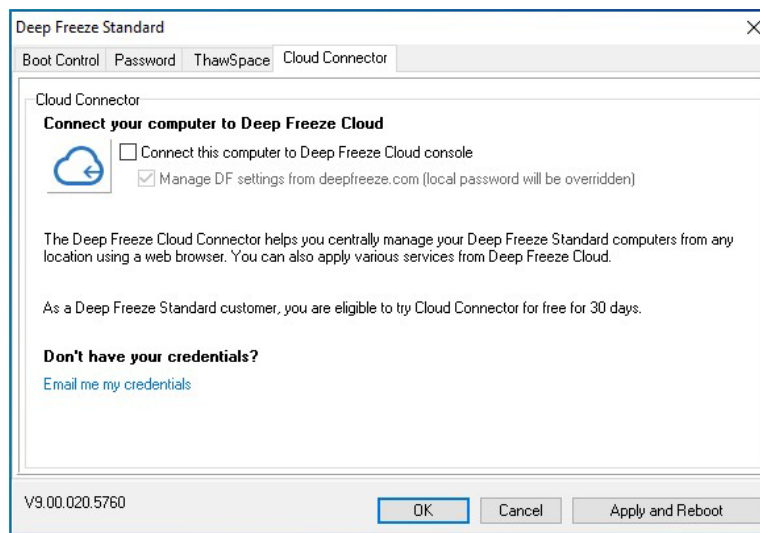 Deep Freeze Standard
Boot Control Password ThawSpace Cloud Connector
Cloud Connector
Connect your computer to Deep Freeze Cloud
Connect this computer to Deep Freeze Cloud console
Manage DF settings from deepfreeze.com (local password will be overridden)
The Deep Freeze Cloud Connector helps you centrally manage your Deep Freeze Standard computers from any
location using a web browser. You can also apply various services from Deep Freeze Cloud.
As a Deep Freeze Standard customer, you are eligible to try Cloud Connector for free for 30 days.
Don't have your credentials?
Email me my credentials
V9.00.020.5760
OK Cancel Apply and Reboot